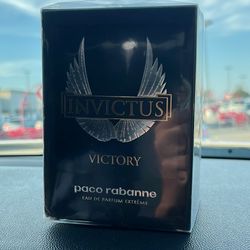 INVICTUS
VICTORY
paco rabanne
EAU DE PARFUM EXTRÊME